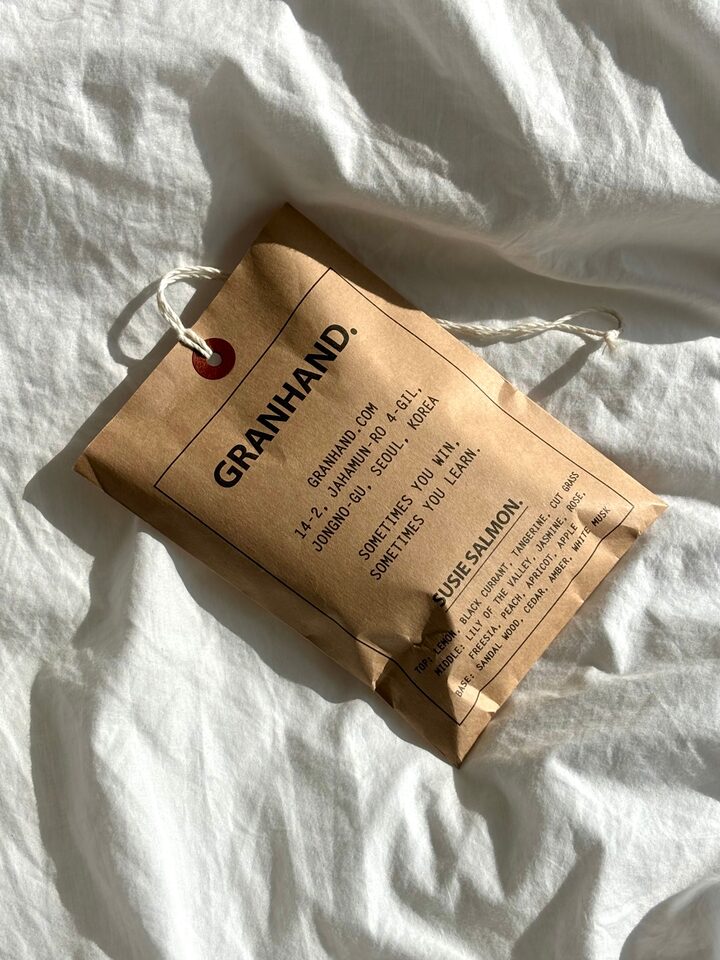 GRANHAND.
GRANHAND.COM
14-2, JAHAMUN-RO 4-GIL,
JONGNO-GU, SEOUL, KOREA
SOMETIMES YOU WIN,
SOMETIMES YOU LEARN.
SUSIE SALMON.
TOP: LEMON, BLACK CURRANT, TANGERINE, CUT GRASS
MIDDLE: LILY OF THE VALLEY, JASMINE, ROSE,
FREESIA, PEACH, APRICOT, APPLE
BASE: SANDAL WOOD, CEDAR, AMBER, WHITE MUSK